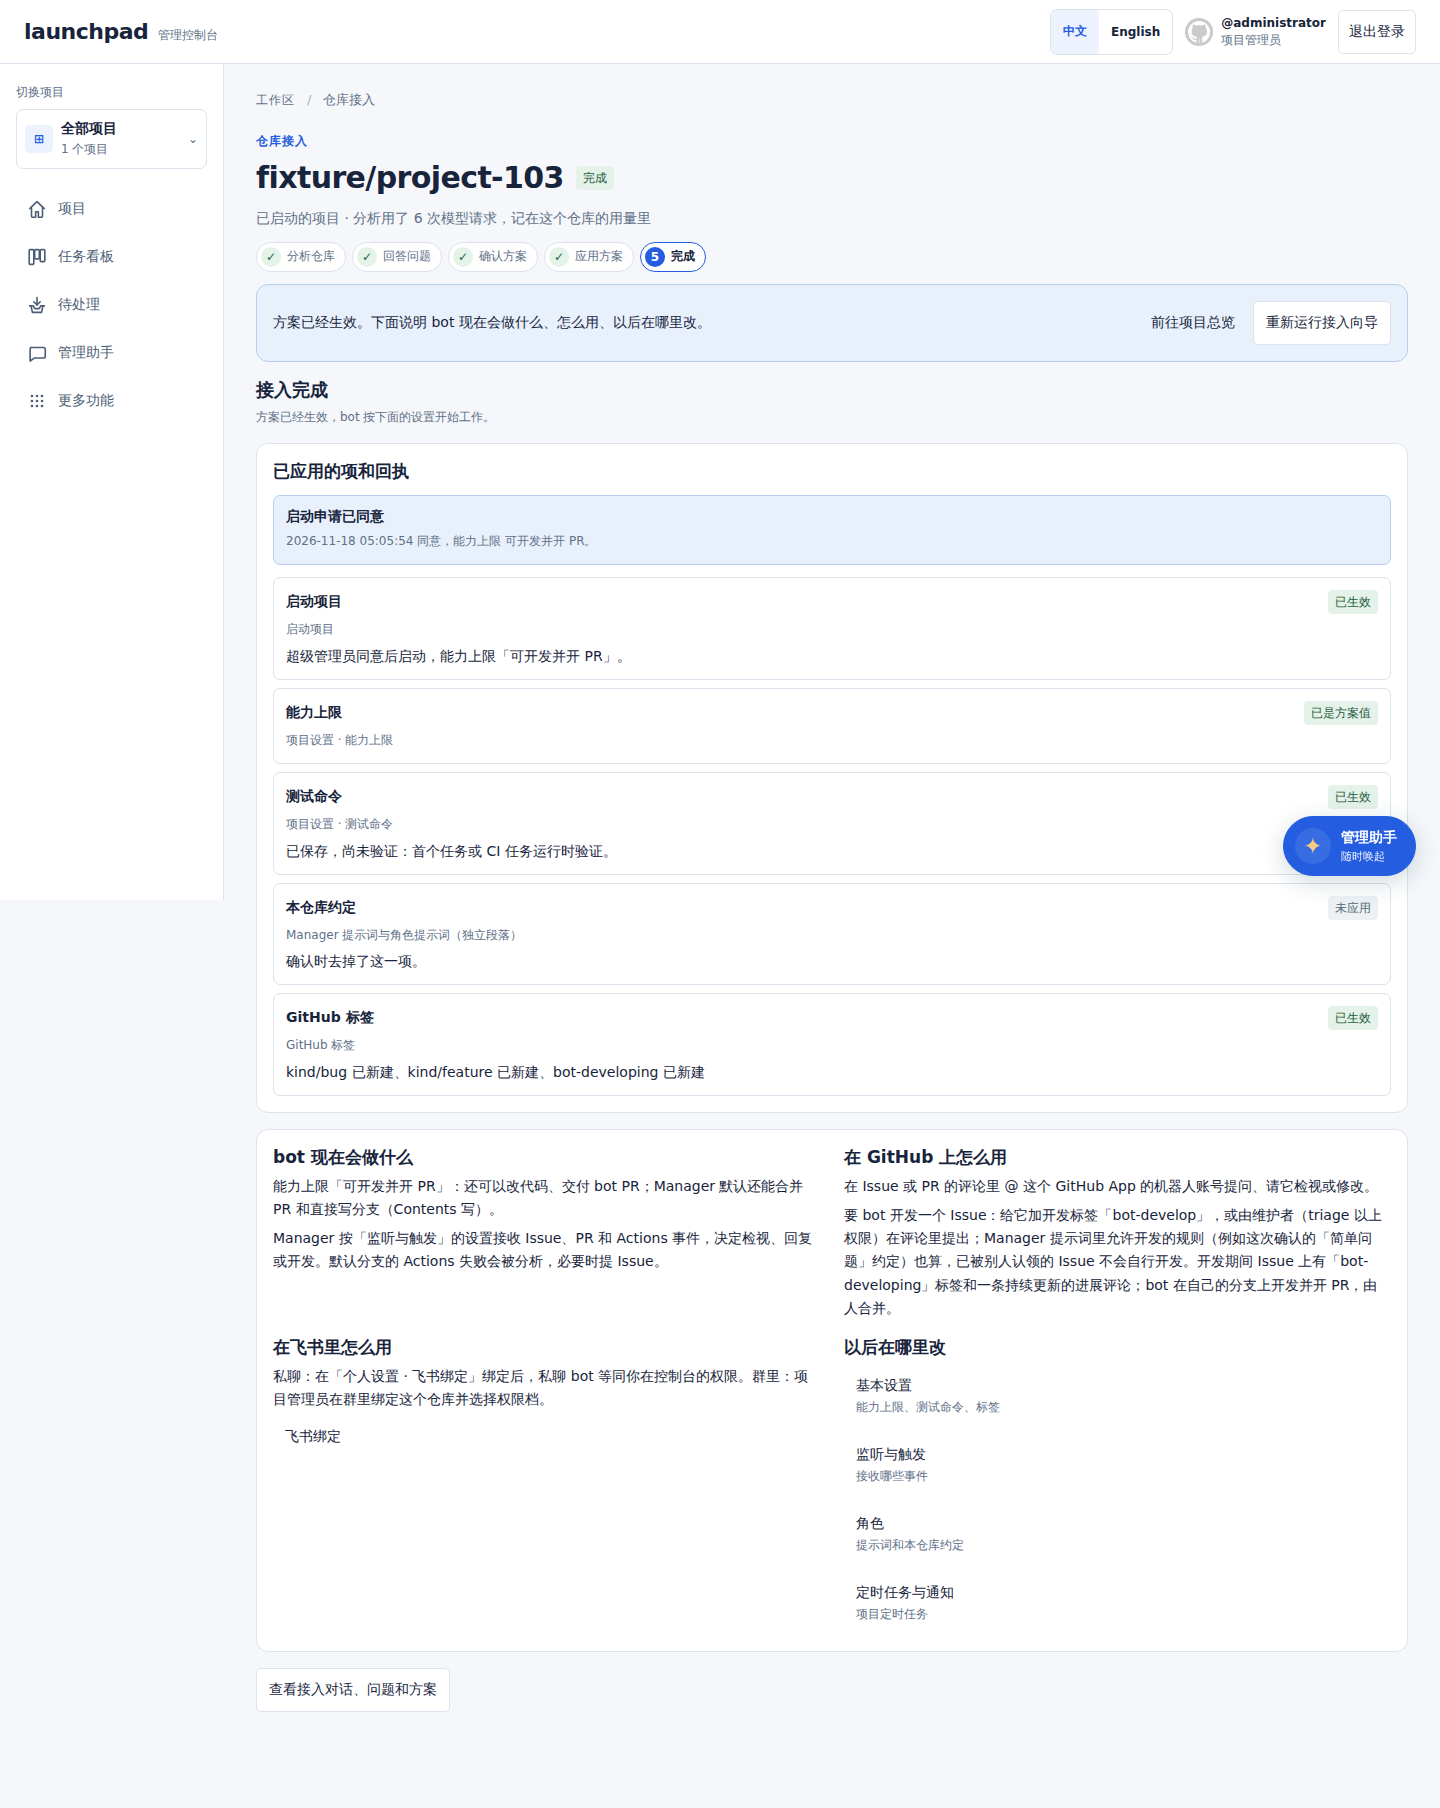 launchpad 管理控制台
中文 English
@administrator
项目管理员
退出登录
切换项目
全部项目
1 个项目
项目
任务看板
待处理
管理助手
更多功能
工作区 / 仓库接入
仓库接入
fixture/project-103 完成
已启动的项目 · 分析用了 6 次模型请求，记在这个仓库的用量里
✓ 分析仓库 ✓ 回答问题 ✓ 确认方案 ✓ 应用方案 5 完成
方案已经生效。下面说明 bot 现在会做什么、怎么用、以后在哪里改。
前往项目总览 重新运行接入向导
接入完成
方案已经生效，bot 按下面的设置开始工作。
已应用的项和回执
启动申请已同意
2026-11-18 05:05:54 同意，能力上限 可开发并开 PR。
启动项目 已生效
启动项目
超级管理员同意后启动，能力上限「可开发并开 PR」。
能力上限 已是方案值
项目设置 · 能力上限
测试命令 已生效
项目设置 · 测试命令
已保存，尚未验证：首个任务或 CI 任务运行时验证。
管理助手
随时唤起
本仓库约定 未应用
Manager 提示词与角色提示词（独立段落）
确认时去掉了这一项。
GitHub 标签 已生效
GitHub 标签
kind/bug 已新建、kind/feature 已新建、bot-developing 已新建
bot 现在会做什么
能力上限「可开发并开 PR」：还可以改代码、交付 bot PR；Manager 默认还能合并
PR 和直接写分支（Contents 写）。
Manager 按「监听与触发」的设置接收 Issue、PR 和 Actions 事件，决定检视、回复
或开发。默认分支的 Actions 失败会被分析，必要时提 Issue。
在 GitHub 上怎么用
在 Issue 或 PR 的评论里 @ 这个 GitHub App 的机器人账号提问、请它检视或修改。
要 bot 开发一个 Issue：给它加开发标签「bot-develop」，或由维护者（triage 以上
权限）在评论里提出；Manager 提示词里允许开发的规则（例如这次确认的「简单问
题」约定）也算，已被别人认领的 Issue 不会自行开发。开发期间 Issue 上有「bot-
developing」标签和一条持续更新的进展评论；bot 在自己的分支上开发并开 PR，由
人合并。
在飞书里怎么用
私聊：在「个人设置 · 飞书绑定」绑定后，私聊 bot 等同你在控制台的权限。群里：项
目管理员在群里绑定这个仓库并选择权限档。
飞书绑定
以后在哪里改
基本设置
能力上限、测试命令、标签
监听与触发
接收哪些事件
角色
提示词和本仓库约定
定时任务与通知
项目定时任务
查看接入对话、问题和方案